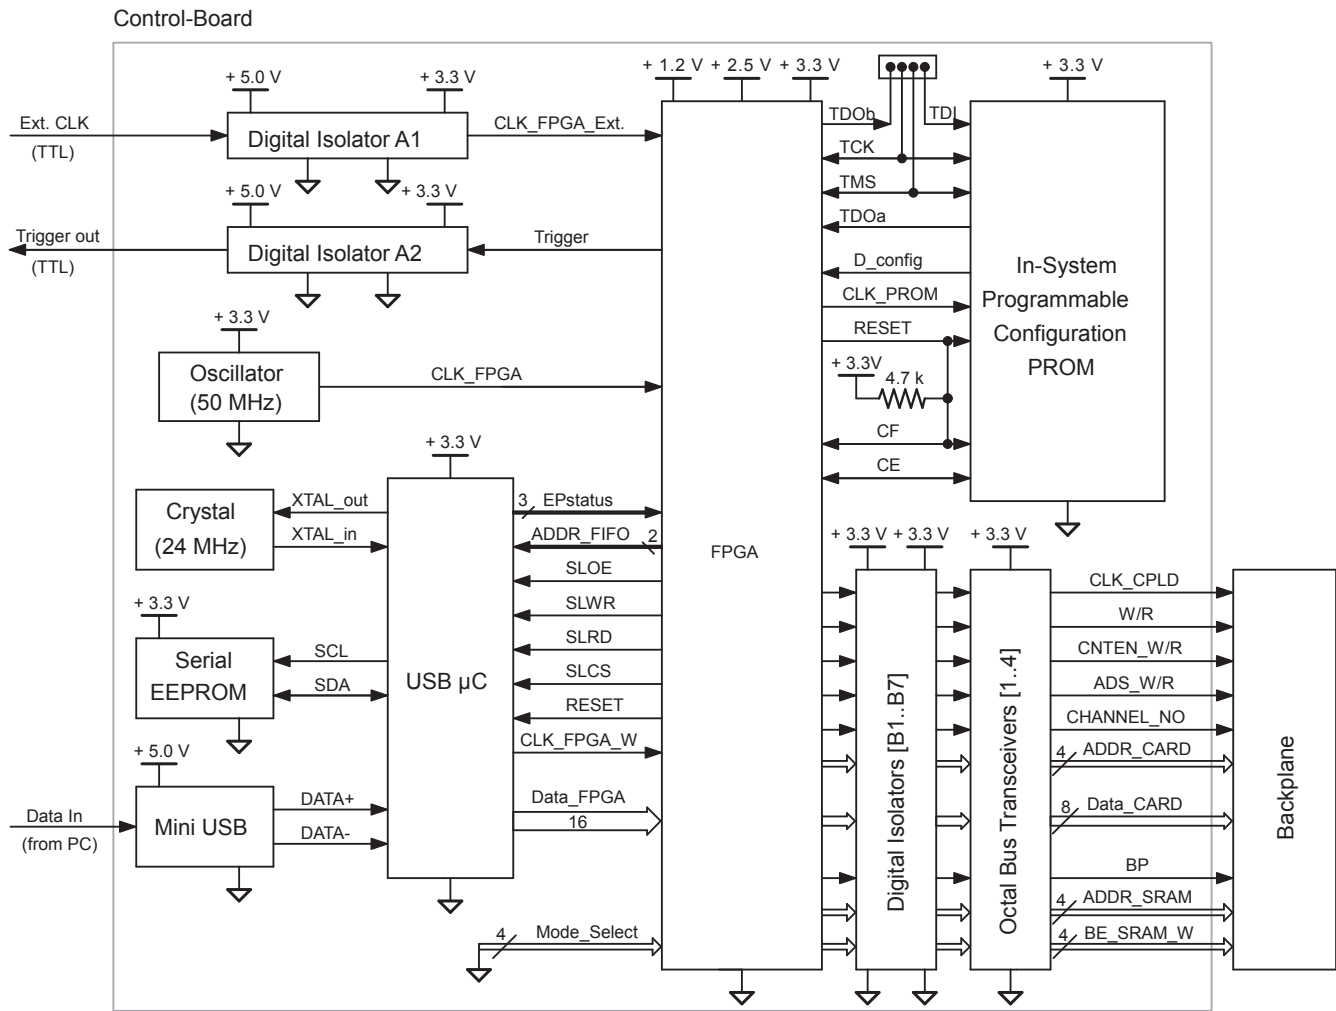 Control-Board
+ 5.0 V
+ 3.3 V
Ext. CLK
(TTL)
Digital Isolator A1
CLK_FPGA_Ext.
+ 5.0 V
+ 3.3 V
Trigger out
(TTL)
Digital Isolator A2
Trigger
+ 3.3 V
Oscillator
(50 MHz)
CLK_FPGA
+ 3.3 V
Crystal
(24 MHz)
XTAL_out
XTAL_in
+ 3.3 V
Serial
EEPROM
SCL
SDA
+ 5.0 V
Data In
(from PC)
Mini USB
DATA+
DATA-
USB µC
3
EPstatus
ADDR_FIFO
2
SLOE
SLWR
SLRD
SLCS
RESET
CLK_FPGA_W
Data_FPGA
16
4
Mode_Select
+ 1.2 V
+ 2.5 V
+ 3.3 V
FPGA
TDOb
TDI
TCK
TMS
TDOa
D_config
CLK_PROM
RESET
+ 3.3V
4.7 k
CF
CE
+ 3.3 V
In-System
Programmable
Configuration
PROM
+ 3.3 V
+ 3.3 V
+ 3.3 V
Digital Isolators [B1..B7]
Octal Bus Transceivers [1..4]
CLK_CPLD
W/R
CNTEN_W/R
ADS_W/R
CHANNEL_NO
4
ADDR_CARD
8
Data_CARD
BP
4
ADDR_SRAM
4
BE_SRAM_W
Backplane